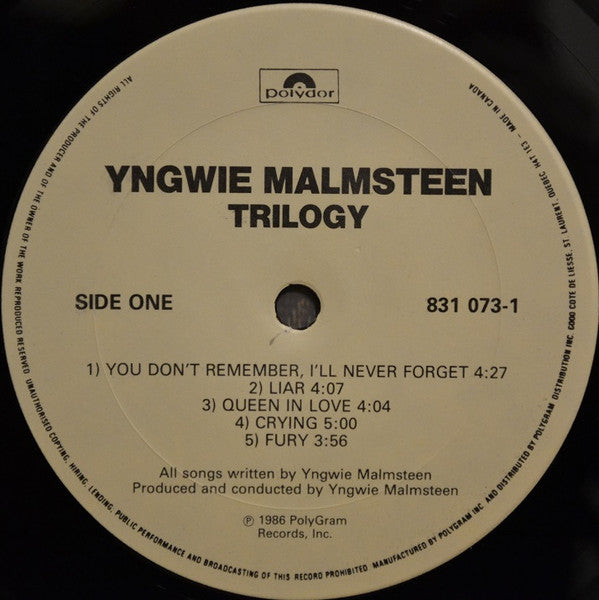 polydor
YNGWIE MALMSTEEN
TRILOGY
SIDE ONE
831 073-1
1) YOU DON'T REMEMBER, I'LL NEVER FORGET 4:27
2) LIAR 4:07
3) QUEEN IN LOVE 4:04
4) CRYING 5:00
5) FURY 3:56
All songs written by Yngwie Malmsteen
Produced and conducted by Yngwie Malmsteen
℗ 1986 PolyGram
Records, Inc.
ALL RIGHTS OF THE PRODUCER AND OF THE OWNER OF THE WORK REPRODUCED RESERVED. UNAUTHORISED COPYING, HIRING, LENDING, PUBLIC PERFORMANCE AND BROADCASTING OF THIS RECORD PROHIBITED. MANUFACTURED BY POLYGRAM INC AND DISTRIBUTED BY POLYGRAM DISTRIBUTION INC. 6000 COTE DE LIESSE, ST. LAURENT, QUEBEC H4T 1E3 - MADE IN CANADA